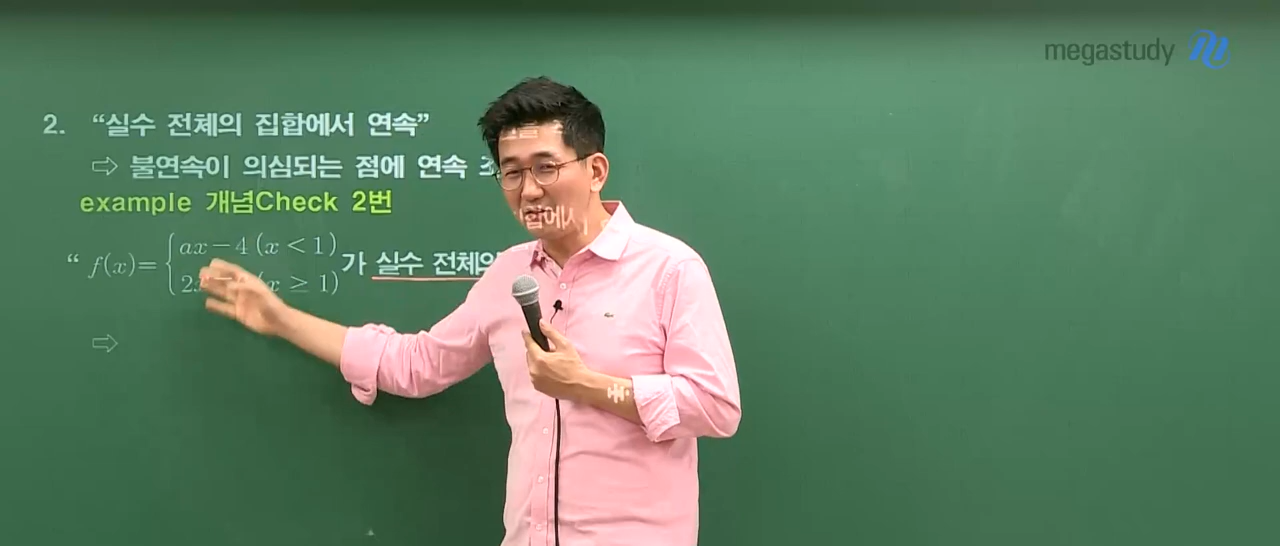 megastudy
2. “실수 전체의 집합에서 연속”
⇨ 불연속이 의심되는 점에 연속
example 개념Check 2번
“ f(x)= { ax-4 (x < 1)
x ≥ 1) 가 실수 전체의
⇨